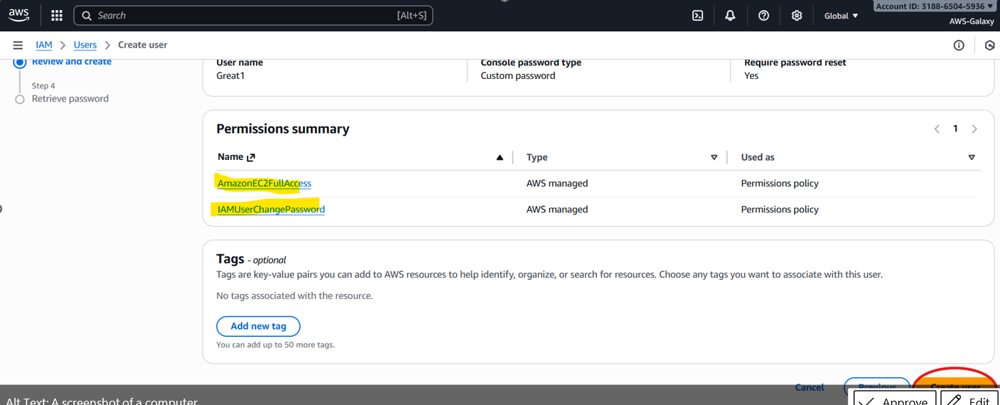 aws
Search [Alt+S]
Global
Account ID: 3188-6504-5936
AWS-Galaxy
IAM > Users > Create user
Review and create
Step 4
Retrieve password
User name
Great1
Console password type
Custom password
Require password reset
Yes
Permissions summary
1
Name Type Used as
AmazonEC2FullAccess AWS managed Permissions policy
IAMUserChangePassword AWS managed Permissions policy
Tags - optional
Tags are key-value pairs you can add to AWS resources to help identify, organize, or search for resources. Choose any tags you want to associate with this user.
No tags associated with the resource.
Add new tag
You can add up to 50 more tags.
Cancel Previous Create user
Alt Text: A screenshot of a computer
Approve Edit